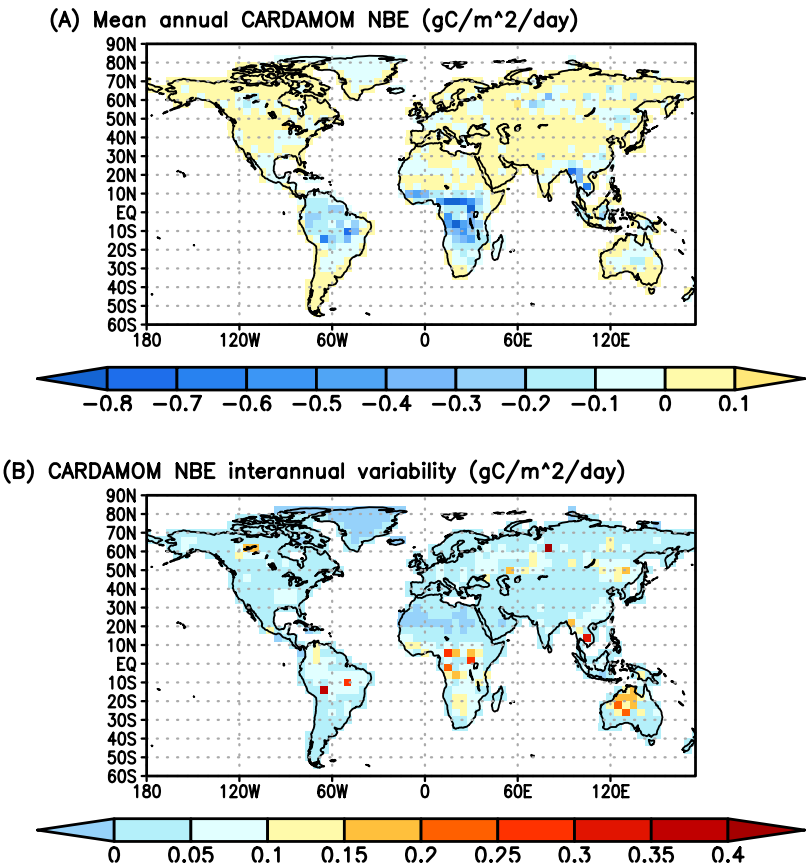 (A) Mean annual CARDAMOM NBE (gC/m^2/day)
90N
80N
70N
60N
50N
40N
30N
20N
10N
EQ
10S
20S
30S
40S
50S
60S
180 120W 60W 0 60E 120E
-0.8 -0.7 -0.6 -0.5 -0.4 -0.3 -0.2 -0.1 0 0.1
(B) CARDAMOM NBE interannual variability (gC/m^2/day)
90N
80N
70N
60N
50N
40N
30N
20N
10N
EQ
10S
20S
30S
40S
50S
60S
180 120W 60W 0 60E 120E
0 0.05 0.1 0.15 0.2 0.25 0.3 0.35 0.4